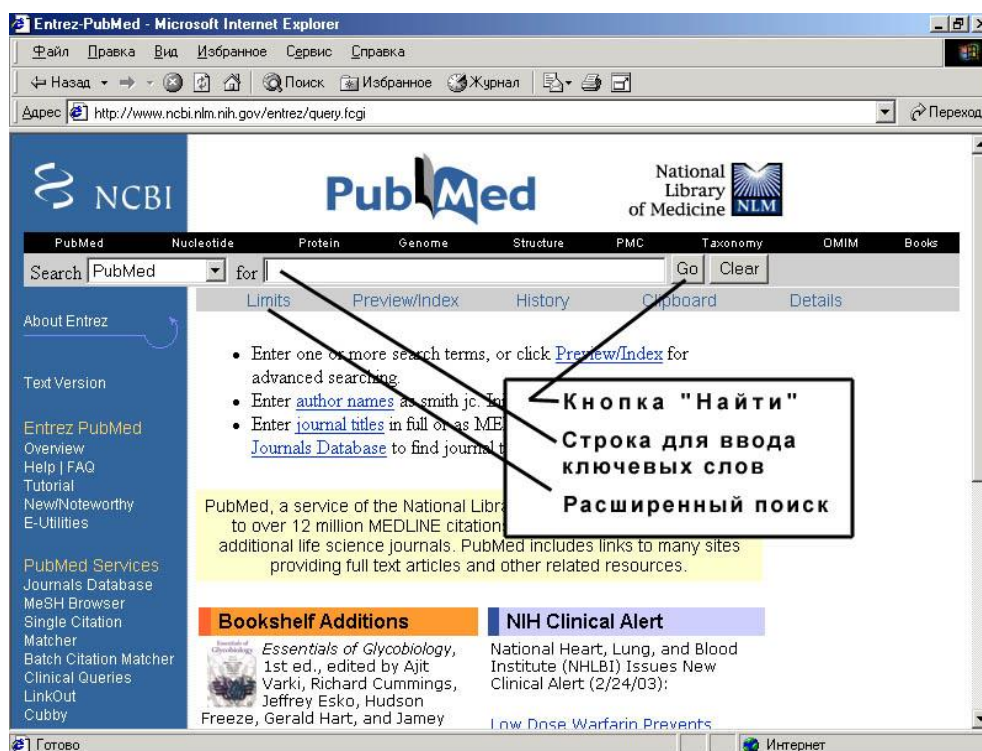 Entrez-PubMed - Microsoft Internet Explorer
Файл Правка Вид Избранное Сервис Справка
Назад Поиск Избранное Журнал
Адрес http://www.ncbi.nlm.nih.gov/entrez/query.fcgi Переход
NCBI
PubMed
National
Library
of Medicine NLM
PubMed Nucleotide Protein Genome Structure PMC Taxonomy OMIM Books
Search PubMed for Go Clear
Limits Preview/Index History Clipboard Details
About Entrez
Text Version
Entrez PubMed
Overview
Help | FAQ
Tutorial
New/Noteworthy
E-Utilities
PubMed Services
Journals Database
MeSH Browser
Single Citation
Matcher
Batch Citation Matcher
Clinical Queries
LinkOut
Cubby
• Enter one or more search terms, or click Preview/Index for
advanced searching.
• Enter author names as smith jc.
• Enter journal titles in full or as
Journals Database to find journal
Кнопка "Найти"
Строка для ввода
ключевых слов
Расширенный поиск
PubMed, a service of the National
to over 12 million MEDLINE
additional life science journals. PubMed includes links to many sites
providing full text articles and other related resources.
Bookshelf Additions
Essentials of Glycobiology,
1st ed., edited by Ajit
Varki, Richard Cummings,
Jeffrey Esko, Hudson
Freeze, Gerald Hart, and Jamey
NIH Clinical Alert
National Heart, Lung, and Blood
Institute (NHLBI) Issues New
Clinical Alert (2/24/03):
Low Dose Warfarin Prevents
Готово Интернет